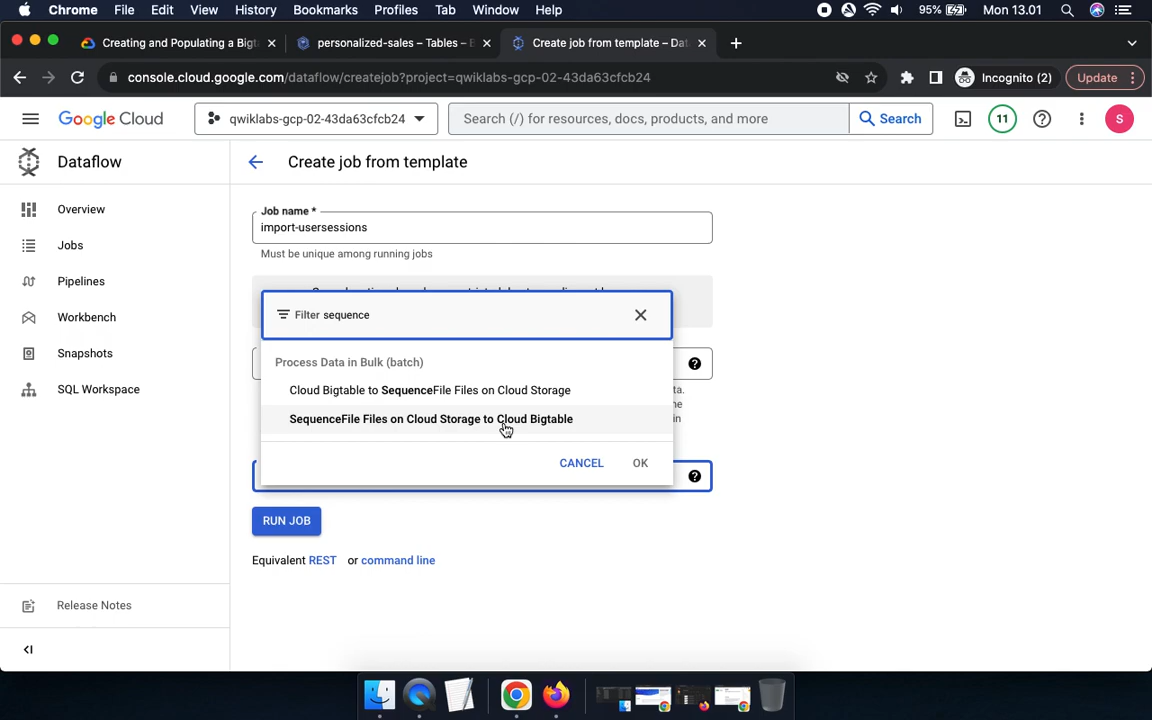 Chrome File Edit View History Bookmarks Profiles Tab Window Help 95% Mon 13.01
Creating and Populating a Bigt
personalized-sales – Tables – B
Create job from template – Dat
console.cloud.google.com/dataflow/createjob?project=qwiklabs-gcp-02-43da63cfcb24
Incognito (2)
Update
Google Cloud
qwiklabs-gcp-02-43da63cfcb24
Search (/) for resources, docs, products, and more
Search
11
S
Dataflow
Create job from template
Overview
Jobs
Pipelines
Workbench
Snapshots
SQL Workspace
Release Notes
Job name *
import-usersessions
Must be unique among running jobs
Filter sequence
Process Data in Bulk (batch)
Cloud Bigtable to SequenceFile Files on Cloud Storage
SequenceFile Files on Cloud Storage to Cloud Bigtable
CANCEL OK
RUN JOB
Equivalent REST or command line